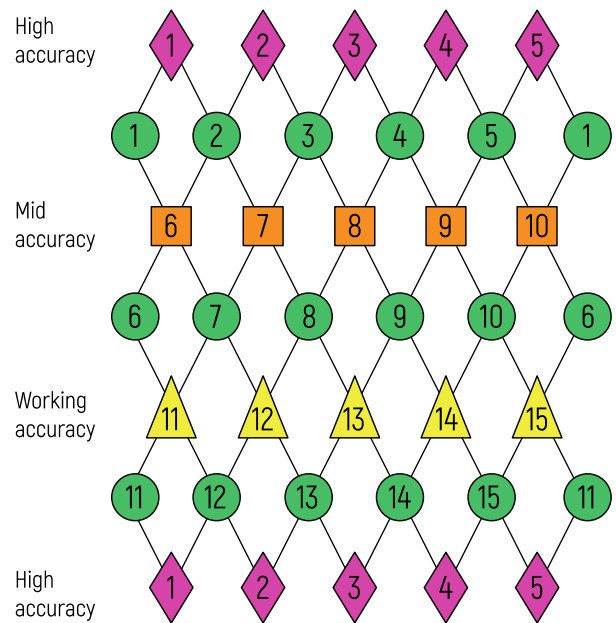 High
accuracy
1 2 3 4 5
1 2 3 4 5 1
Mid
accuracy
6 7 8 9 10
6 7 8 9 10 6
Working
accuracy
11 12 13 14 15
11 12 13 14 15 11
High
accuracy
1 2 3 4 5